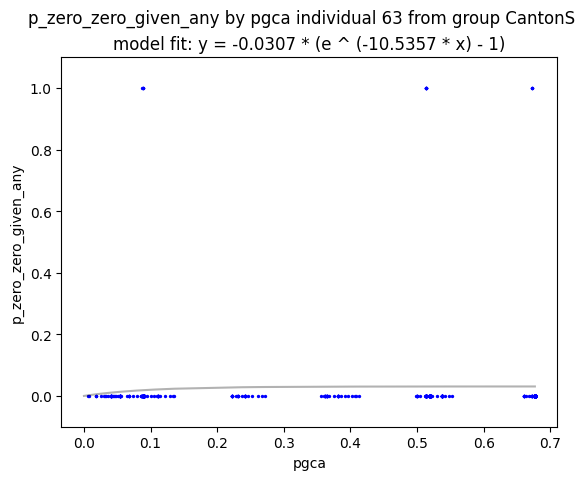 p_zero_zero_given_any by pgca individual 63 from group CantonS
model fit: y = -0.0307 * (e ^ (-10.5357 * x) - 1)
p_zero_zero_given_any
1.0
0.8
0.6
0.4
0.2
0.0
0.0 0.1 0.2 0.3 0.4 0.5 0.6 0.7
pgca